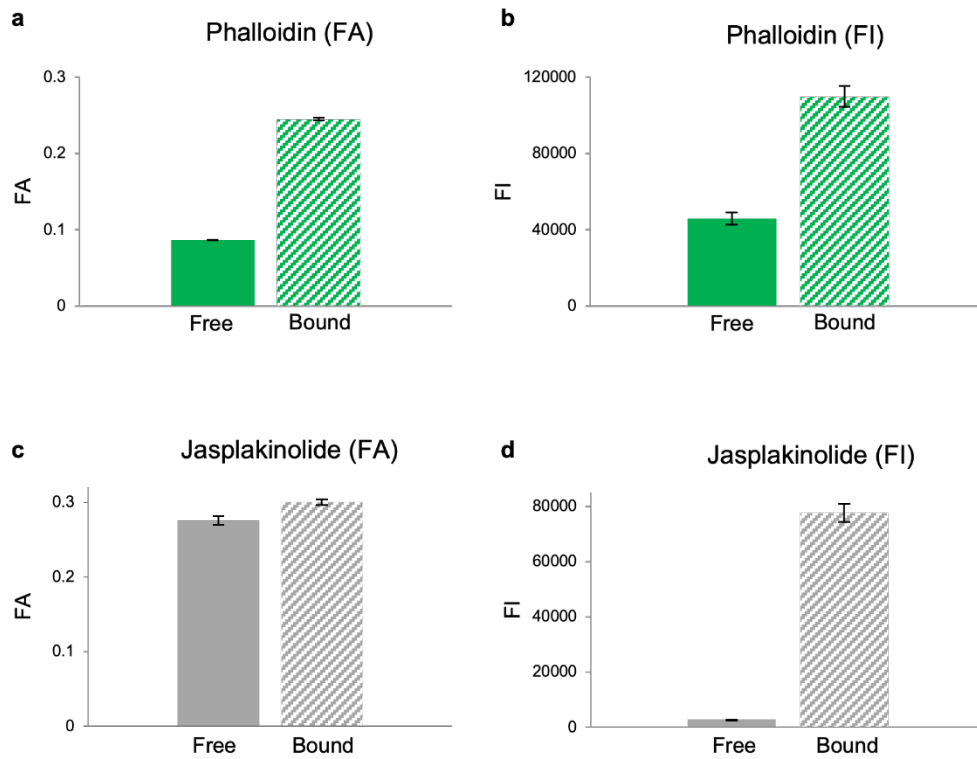 a
Phalloidin (FA)
0.3
0.2
0.1
0
FA
Free Bound
b
Phalloidin (FI)
120000
80000
40000
0
FI
Free Bound
c
Jasplakinolide (FA)
0.3
0.2
0.1
0
FA
Free Bound
d
Jasplakinolide (FI)
80000
60000
40000
20000
0
FI
Free Bound